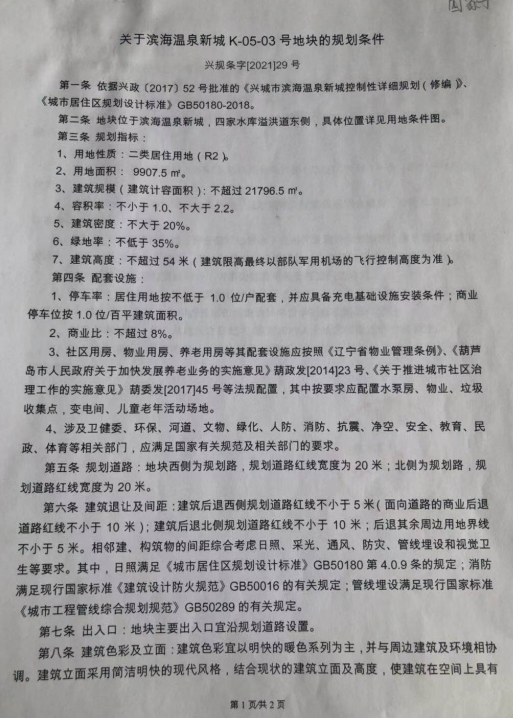 关于滨海温泉新城 K-05-03 号地块的规划条件
兴规条字[2021]29 号
第一条 依据兴政〔2017〕52 号批准的《兴城市滨海温泉新城控制性详细规划（修编）》、
《城市居住区规划设计标准》GB50180-2018。
第二条 地块位于滨海温泉新城，四家水库溢洪道东侧，具体位置详见用地条件图。
第三条 规划指标：
1、用地性质：二类居住用地（R2）。
2、用地面积： 9907.5 ㎡。
3、建筑规模（建筑计容面积）：不超过 21796.5 ㎡。
4、容积率：不小于 1.0、不大于 2.2。
5、建筑密度：不大于 20%。
6、绿地率：不低于 35%。
7、建筑高度：不超过 54 米（建筑限高最终以部队军用机场的飞行控制高度为准）。
第四条 配套设施：
1、停车率：居住用地按不低于 1.0 位/户配套，并应具备充电基础设施安装条件；商业
停车位按 1.0 位/百平建筑面积。
2、商业比：不超过 8%。
3、社区用房、物业用房、养老用房等其配套设施应按照《辽宁省物业管理条例》、《葫芦
岛市人民政府关于加快发展养老业务的实施意见》葫政发[2014]23 号、《关于推进城市社区治
理工作的实施意见》葫委发[2017]45 号等法规配置，其中按要求应配置水泵房、物业、垃圾
收集点，变电间、儿童老年活动场地。
4、涉及卫健委、环保、河道、文物、绿化、人防、消防、抗震、净空、安全、教育、民
政、体育等相关部门，应满足国家有关规范及相关部门的要求。
第五条 规划道路：地块西侧为规划路，规划道路红线宽度为 20 米；北侧为规划路，规
划道路红线宽度为 20 米。
第六条 建筑退让及间距：建筑后退西侧规划道路红线不小于 5 米（面向道路的商业后退
道路红线不小于 10 米）；建筑后退北侧规划道路红线不小于 10 米；后退其余周边用地界线
不小于 5 米。相邻建、构筑物的间距综合考虑日照、采光、通风、防灾、管线埋设和视觉卫
生等要求。其中，日照满足《城市居住区规划设计标准》GB50180 第 4.0.9 条的规定；消防
满足现行国家标准《建筑设计防火规范》GB50016 的有关规定；管线埋设满足现行国家标准
《城市工程管线综合规划规范》GB50289 的有关规定。
第七条 出入口：地块主要出入口宜沿规划道路设置。
第八条 建筑色彩及立面：建筑色彩宜以明快的暖色系列为主，并与周边建筑及环境相协
调。建筑立面采用简洁明快的现代风格，结合现状的建筑立面及高度，使建筑在空间上具有
第 1 页/共 2 页